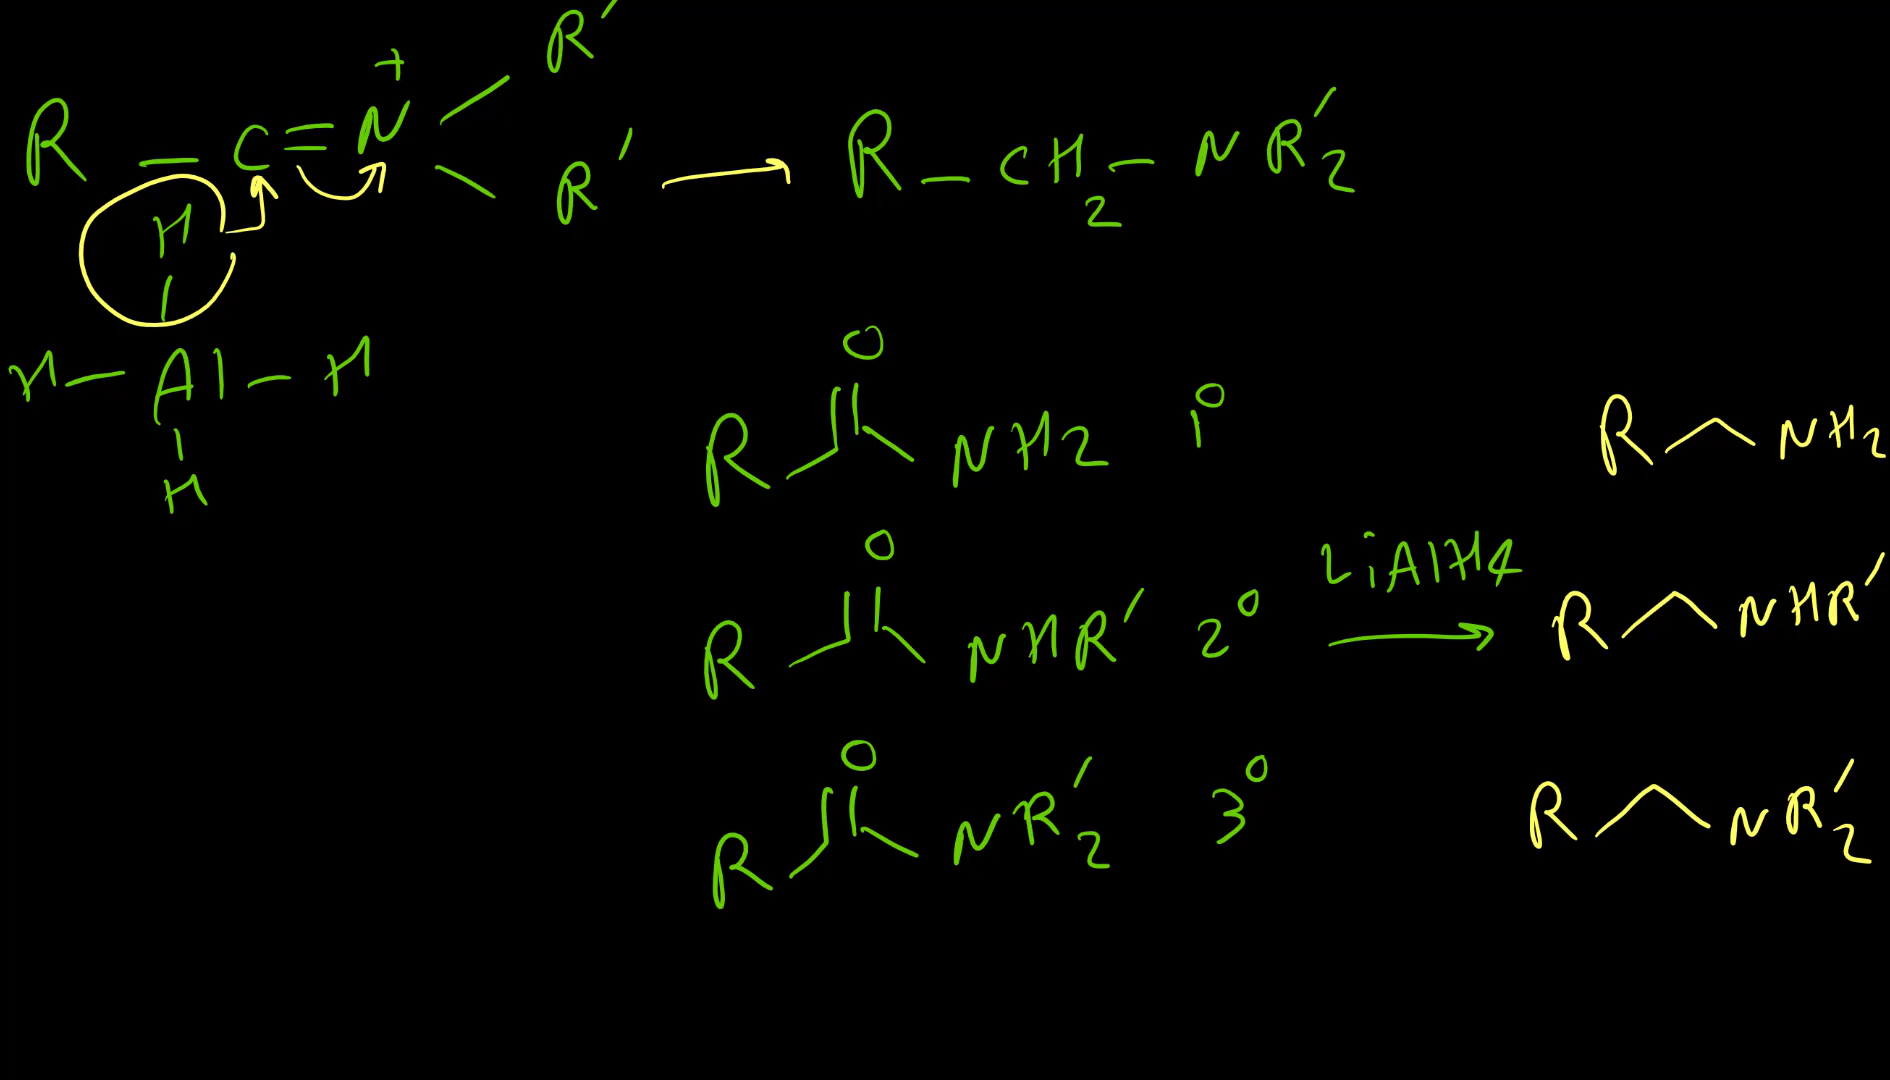 R - C = N⁺ - R′
R′ → R - CH₂ - NR′₂
H
H - Al - H
H
O
R NH2 1° R NH₂
O
LiAlH4
R NHR′ 2° → R NHR′
O
R NR′₂ 3° R NR′₂